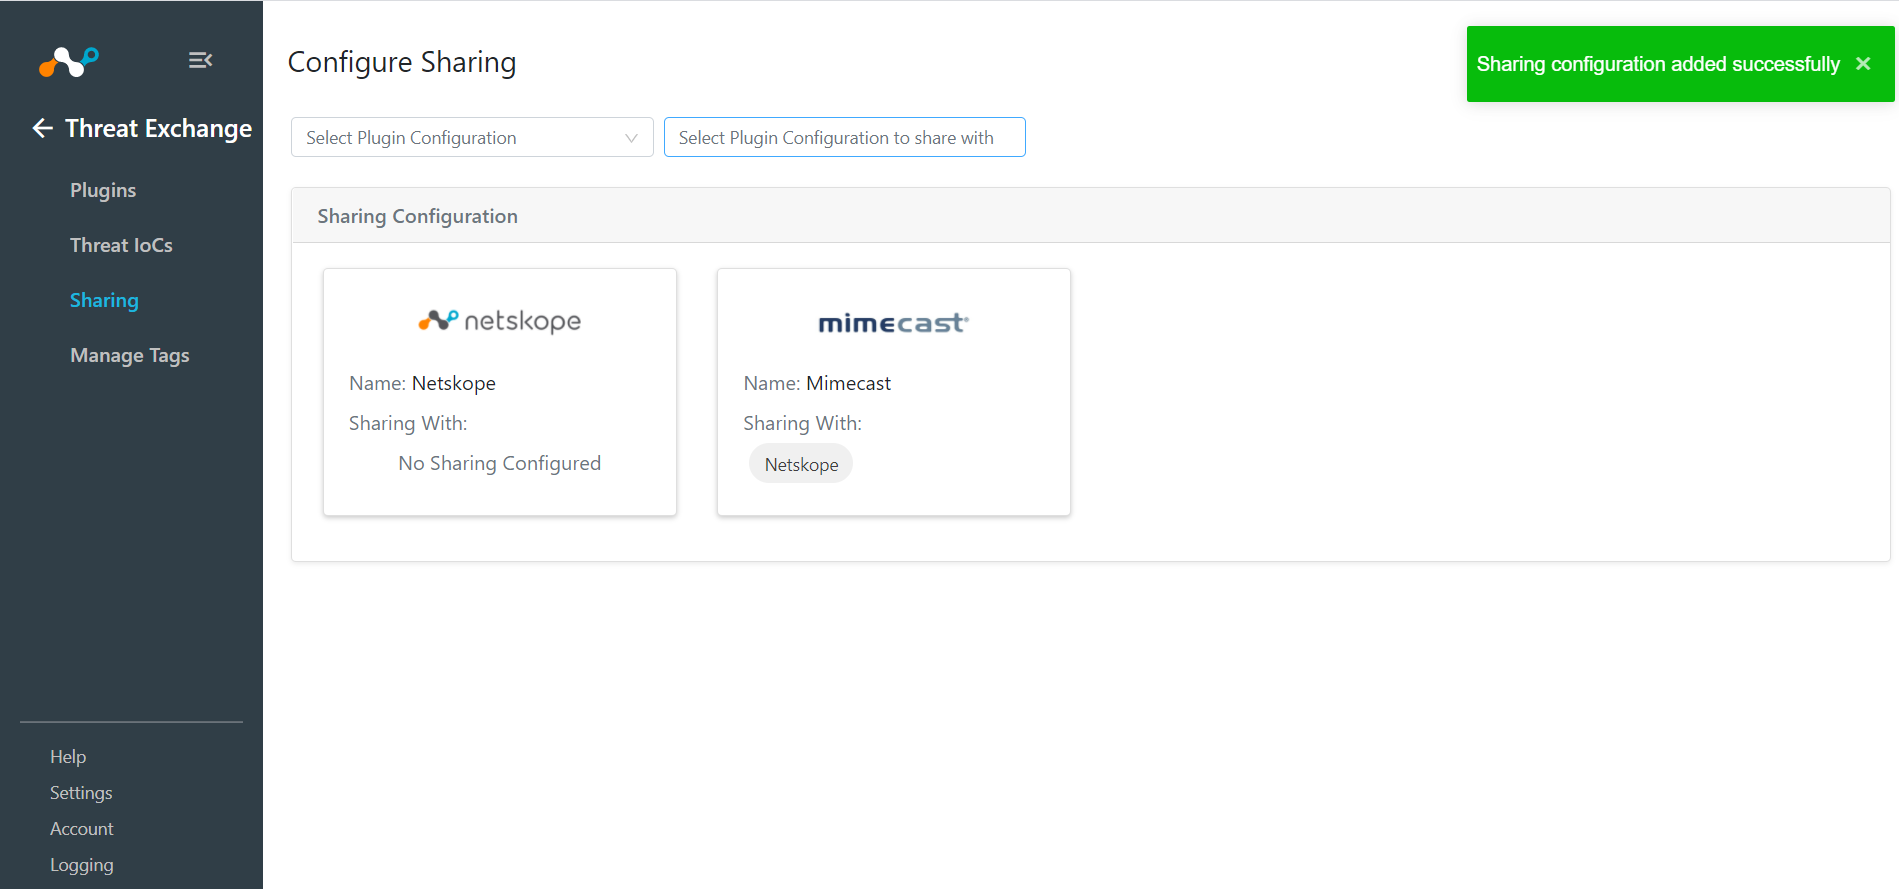 Threat Exchange
Plugins
Threat IoCs
Sharing
Manage Tags
Help
Settings
Account
Logging
Configure Sharing
Sharing configuration added successfully
Select Plugin Configuration
Select Plugin Configuration to share with
Sharing Configuration
netskope
Name: Netskope
Sharing With:
No Sharing Configured
mimecast®
Name: Mimecast
Sharing With:
Netskope